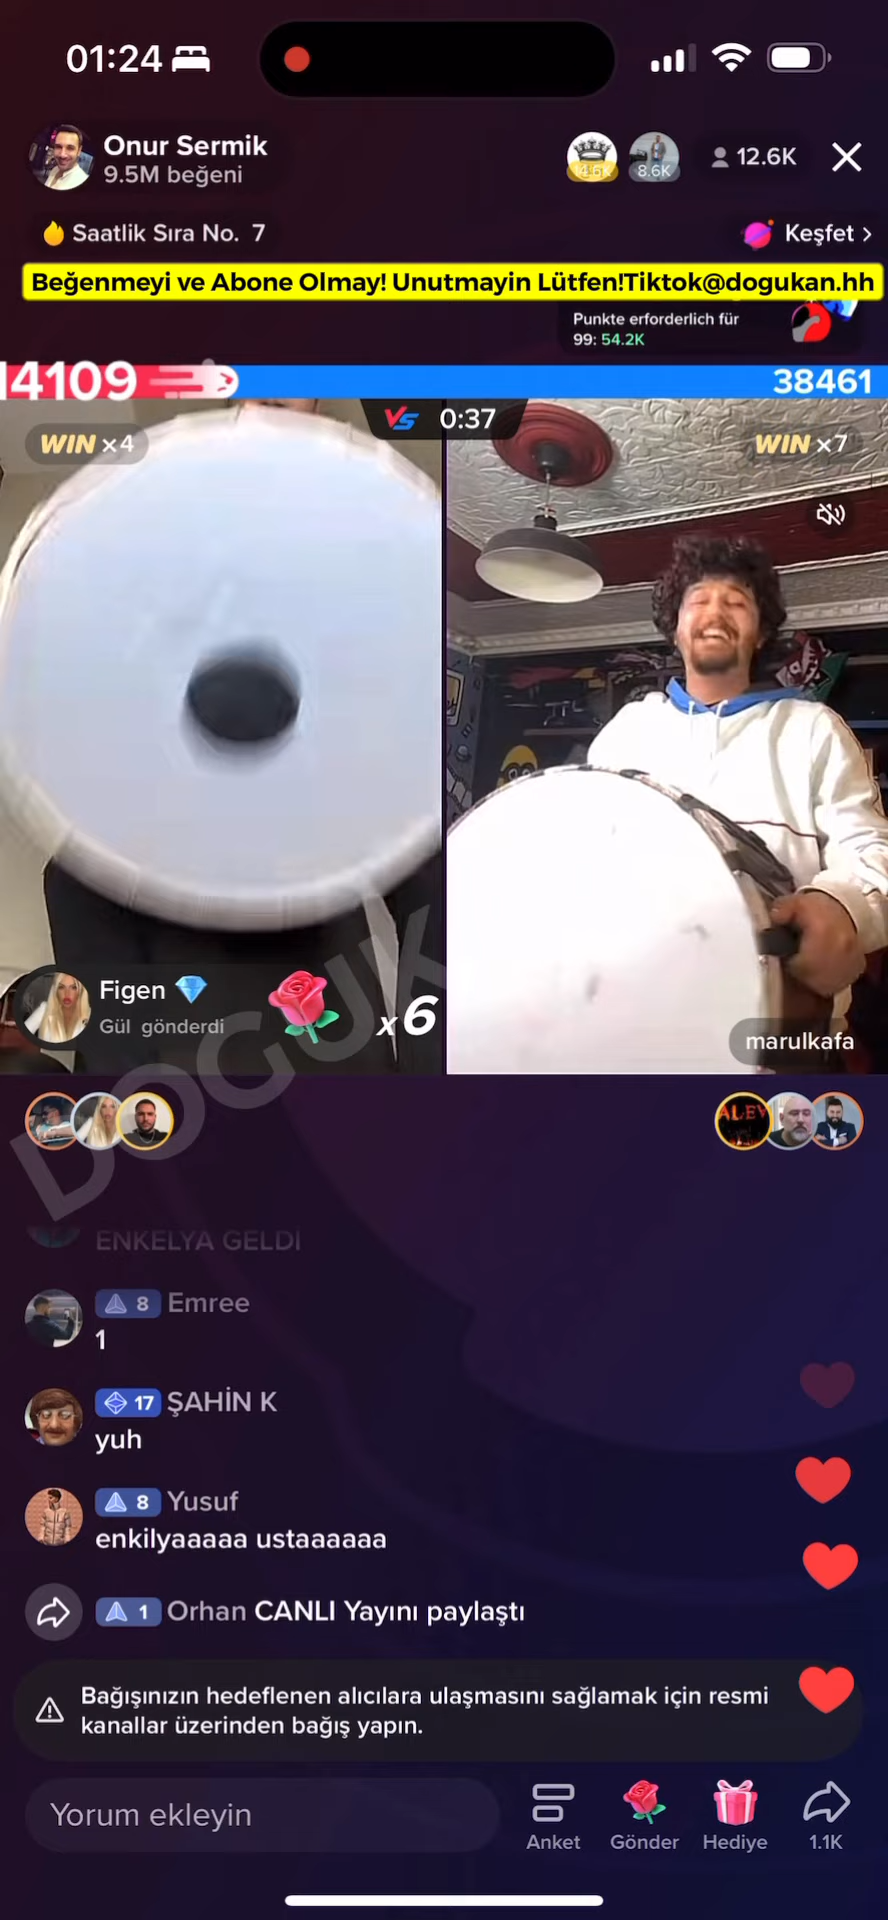 01:24
Onur Sermik
9.5M beğeni
14.6K
8.6K
12.6K
Saatlik Sıra No. 7
Keşfet >
Beğenmeyi ve Abone Olmay! Unutmayin Lütfen!Tiktok@dogukan.hh
Punkte erforderlich für
99: 54.2K
14109
38461
WIN x4
VS 0:37
WIN x7
Figen
Gül gönderdi
x6
marulkafa
DOGUK
ALEV
ENKELYA GELDİ
8 Emree
1
17 ŞAHİN K
yuh
8 Yusuf
enkilyaaaaa ustaaaaaa
1 Orhan CANLI Yayını paylaştı
Bağışınızın hedeflenen alıcılara ulaşmasını sağlamak için resmi
kanallar üzerinden bağış yapın.
Yorum ekleyin
Anket
Gönder
Hediye
1.1K